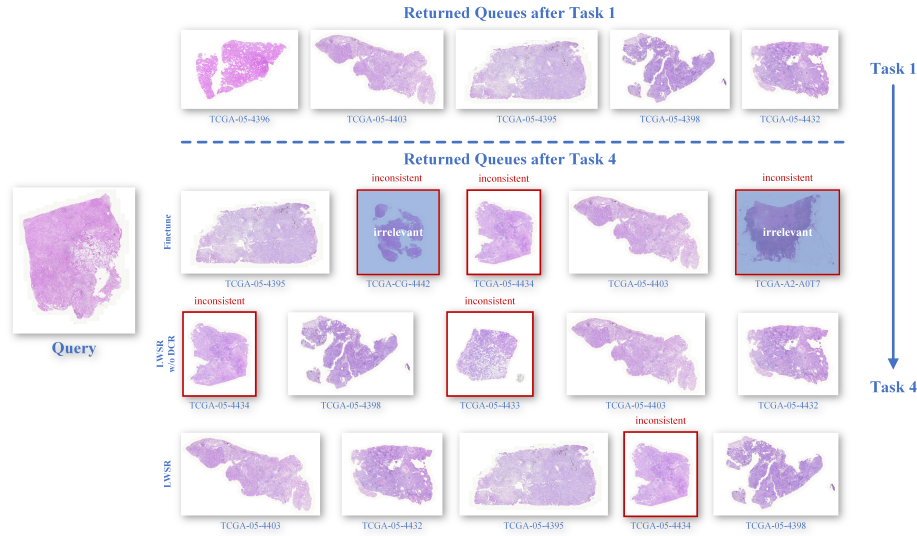 Returned Queues after Task 1
Task 1
TCGA-05-4396
TCGA-05-4403
TCGA-05-4395
TCGA-05-4398
TCGA-05-4432
Returned Queues after Task 4
inconsistent
inconsistent
inconsistent
Finetune
irrelevant
irrelevant
TCGA-05-4395
TCGA-CG-4442
TCGA-05-4434
TCGA-05-4403
TCGA-A2-A0T7
Query
inconsistent
inconsistent
LWSR
w/o DCR
TCGA-05-4434
TCGA-05-4398
TCGA-05-4433
TCGA-05-4403
TCGA-05-4432
Task 4
inconsistent
LWSR
TCGA-05-4403
TCGA-05-4432
TCGA-05-4395
TCGA-05-4434
TCGA-05-4398